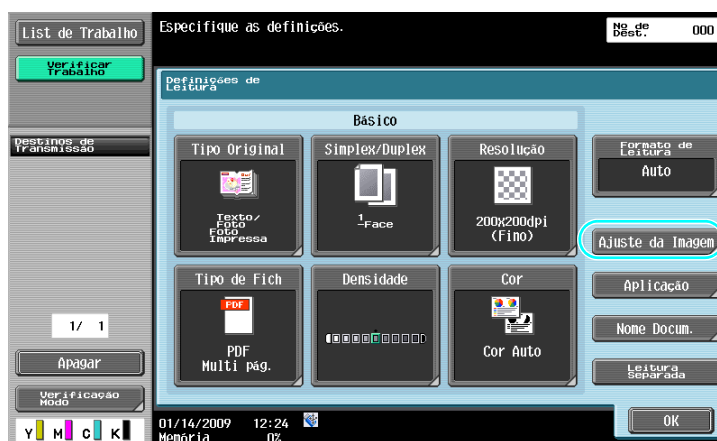 List de Trabalho
Especifique as definições.
Nº de
Dest.
000
Verificar
Trabalho
Definições de
Leitura
Básico
Destinos de
Transmissão
Tipo Original
Simplex/Duplex
Resolução
Formato de
Leitura
Auto
Texto/
Foto
Foto
Impressa
1
-Face
200x200dpi
(Fino)
Ajuste da Imagem
Tipo de Fich
Densidade
Cor
Aplicação
PDF
PDF
Multi pág.
Cor Auto
Nome Docum.
1/ 1
Apagar
Leitura
Separada
Verificação
Modo
OK
01/14/2009 12:24
Memória 0%
Y M C K